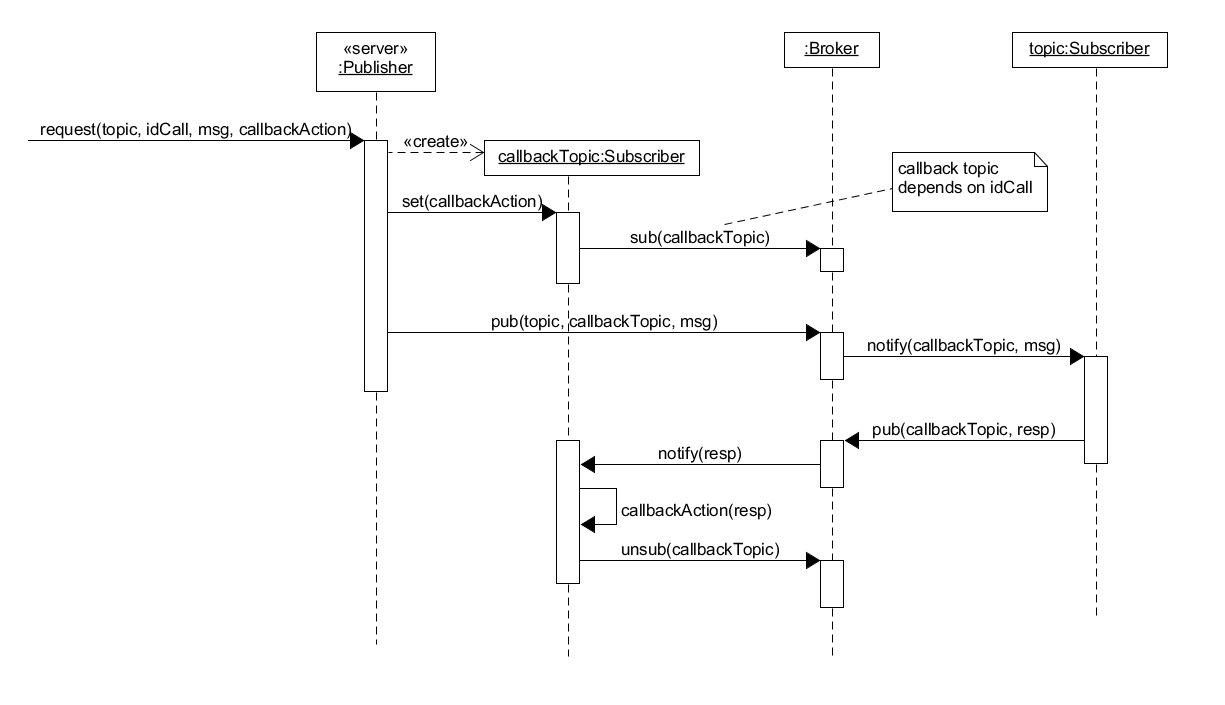 «server»
:Publisher
:Broker
topic:Subscriber
request(topic, idCall, msg, callbackAction)
«create»
callbackTopic:Subscriber
callback topic
depends on idCall
set(callbackAction)
sub(callbackTopic)
pub(topic, callbackTopic, msg)
notify(callbackTopic, msg)
pub(callbackTopic, resp)
notify(resp)
callbackAction(resp)
unsub(callbackTopic)